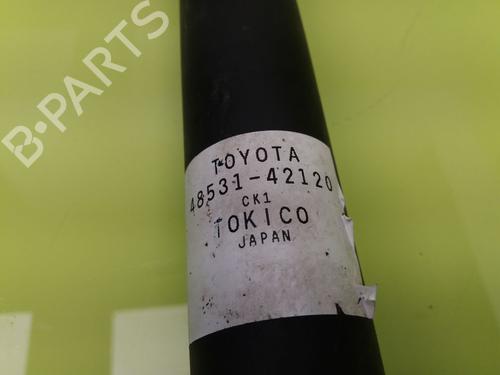 B-PARTS
TOYOTA
48531-42120
CK1
TOKICO
JAPAN